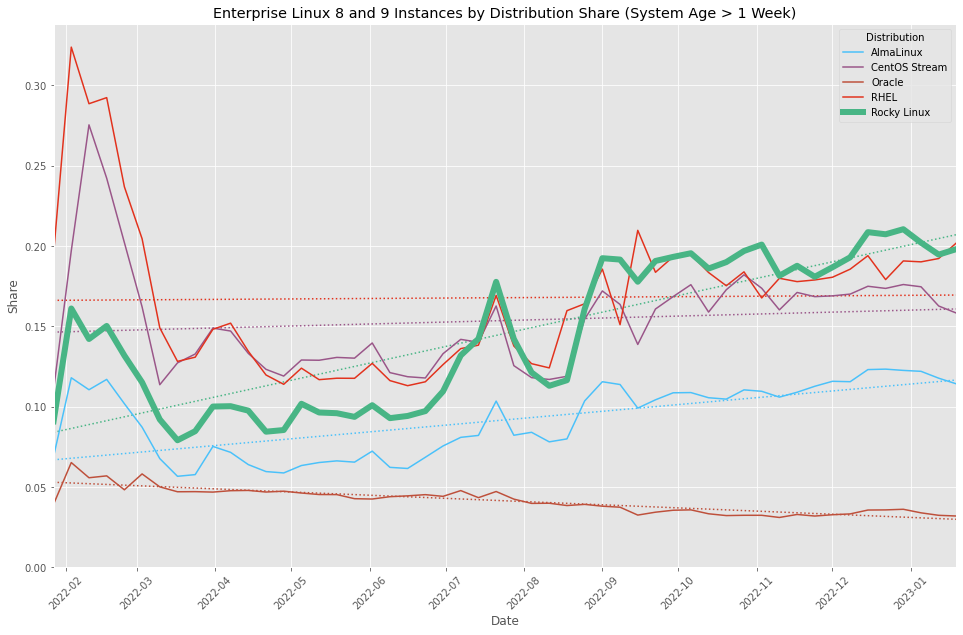 Enterprise Linux 8 and 9 Instances by Distribution Share (System Age > 1 Week)
Distribution
AlmaLinux
CentOS Stream
Oracle
RHEL
Rocky Linux
Share
0.30
0.25
0.20
0.15
0.10
0.05
0.00
2022-02
2022-03
2022-04
2022-05
2022-06
2022-07
2022-08
2022-09
2022-10
2022-11
2022-12
2023-01
Date